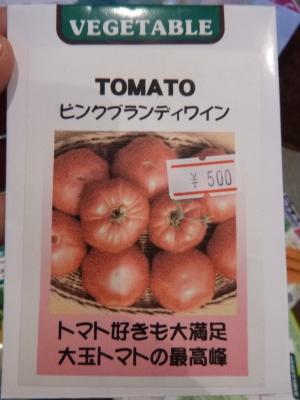 VEGETABLE
TOMATO
ピンクブランディワイン
¥ 500
トマト好きも大満足
大玉トマトの最高峰